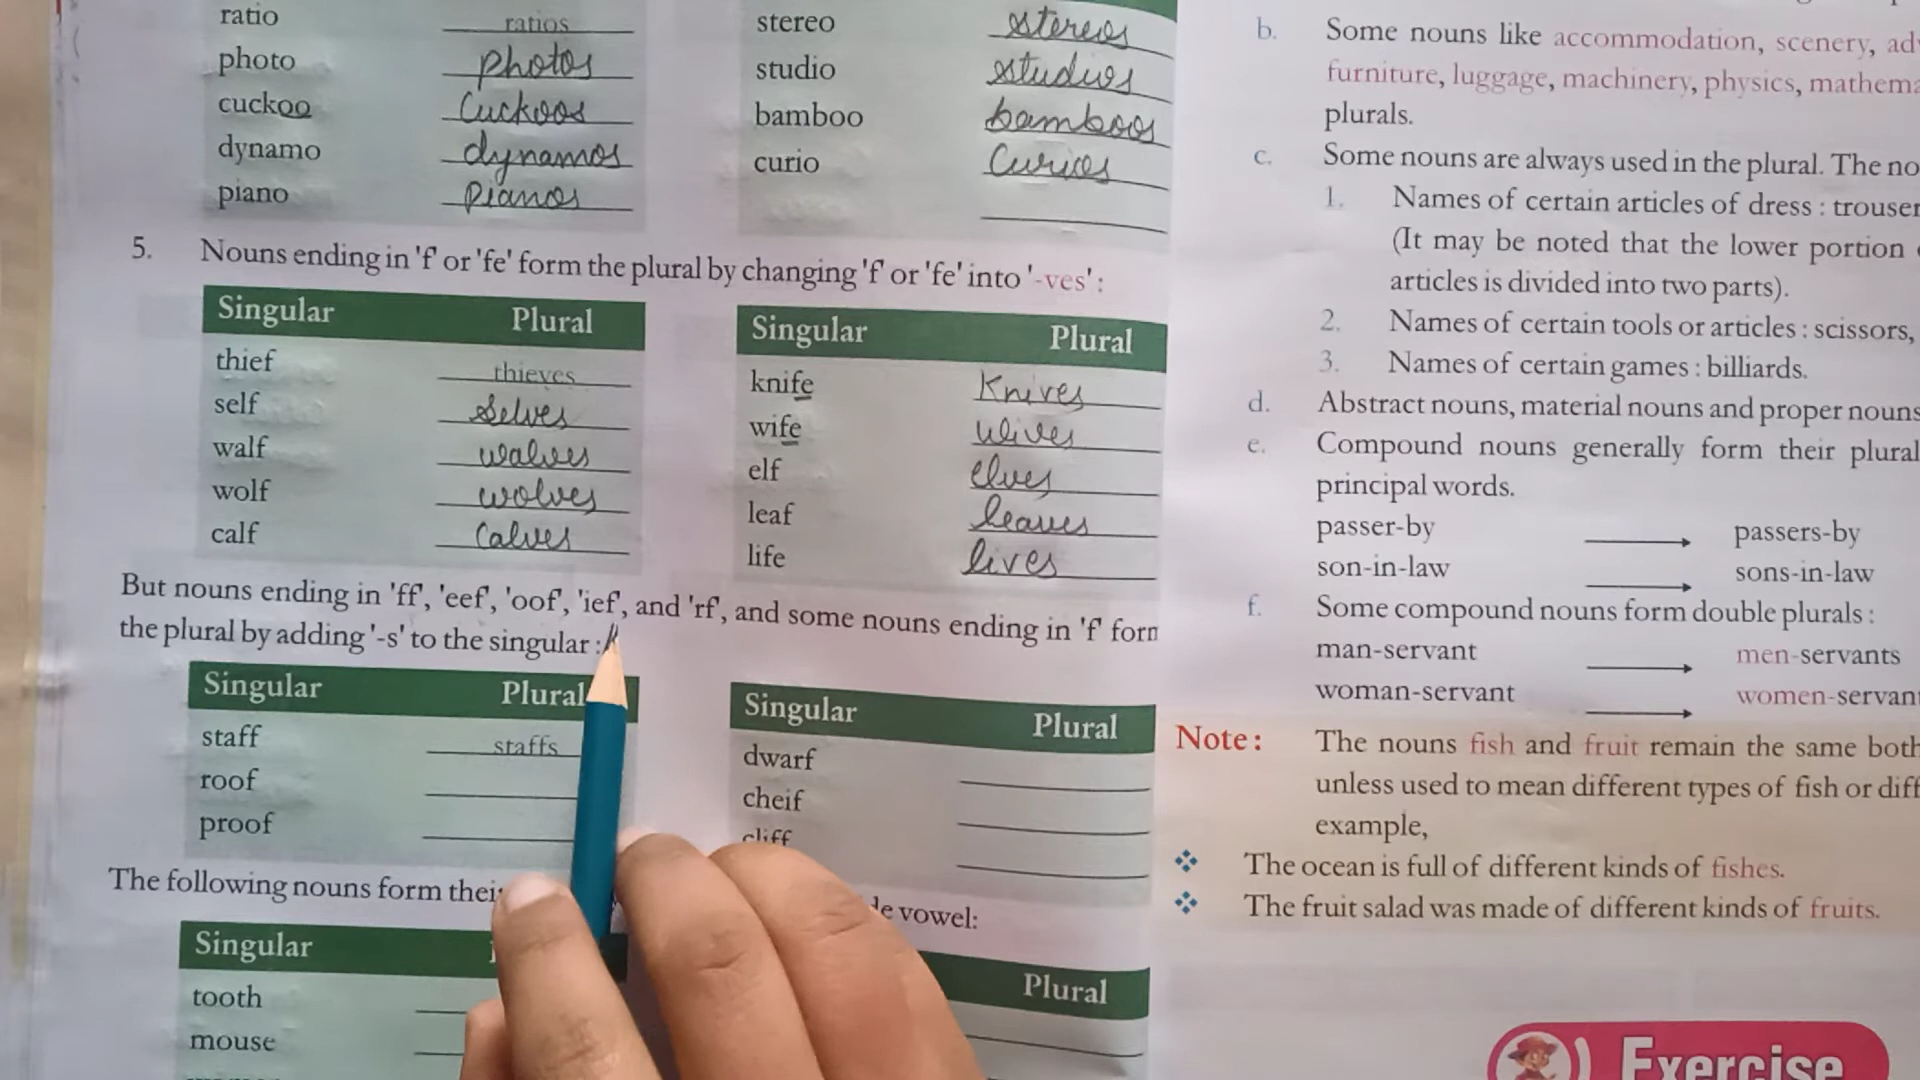 ratio ratios
photo photos
cuckoo Cuckoos
dynamo dynamos
piano Pianos
stereo stereos
studio studios
bamboo bamboos
curio Curios
5. Nouns ending in 'f' or 'fe' form the plural by changing 'f' or 'fe' into '-ves' :
Singular Plural
thief thieves
self Selves
walf walves
wolf wolves
calf Calves
Singular Plural
knife Knives
wife wives
elf elves
leaf leaves
life lives
But nouns ending in 'ff', 'eef', 'oof', 'ief', and 'rf', and some nouns ending in 'f' form
the plural by adding '-s' to the singular :
Singular Plural
staff staffs
roof
proof
Singular Plural
dwarf
cheif
cliff
The following nouns form vowel:
Singular
tooth
mouse
Plural
b. Some nouns like accommodation, scenery,
furniture, luggage, machinery, physics,
plurals.
c. Some nouns are always used in the plural. The
1. Names of certain articles of dress :
(It may be noted that the lower portion
articles is divided into two parts).
2. Names of certain tools or articles : scissors,
3. Names of certain games : billiards.
d. Abstract nouns, material nouns and proper nouns
e. Compound nouns generally form their plural
principal words.
passer-by → passers-by
son-in-law → sons-in-law
f. Some compound nouns form double plurals :
man-servant → men-servants
woman-servant → women-servan
Note : The nouns fish and fruit remain the same both
unless used to mean different types of fish or
example,
❖ The ocean is full of different kinds of fishes.
❖ The fruit salad was made of different kinds of fruits.
Exercise